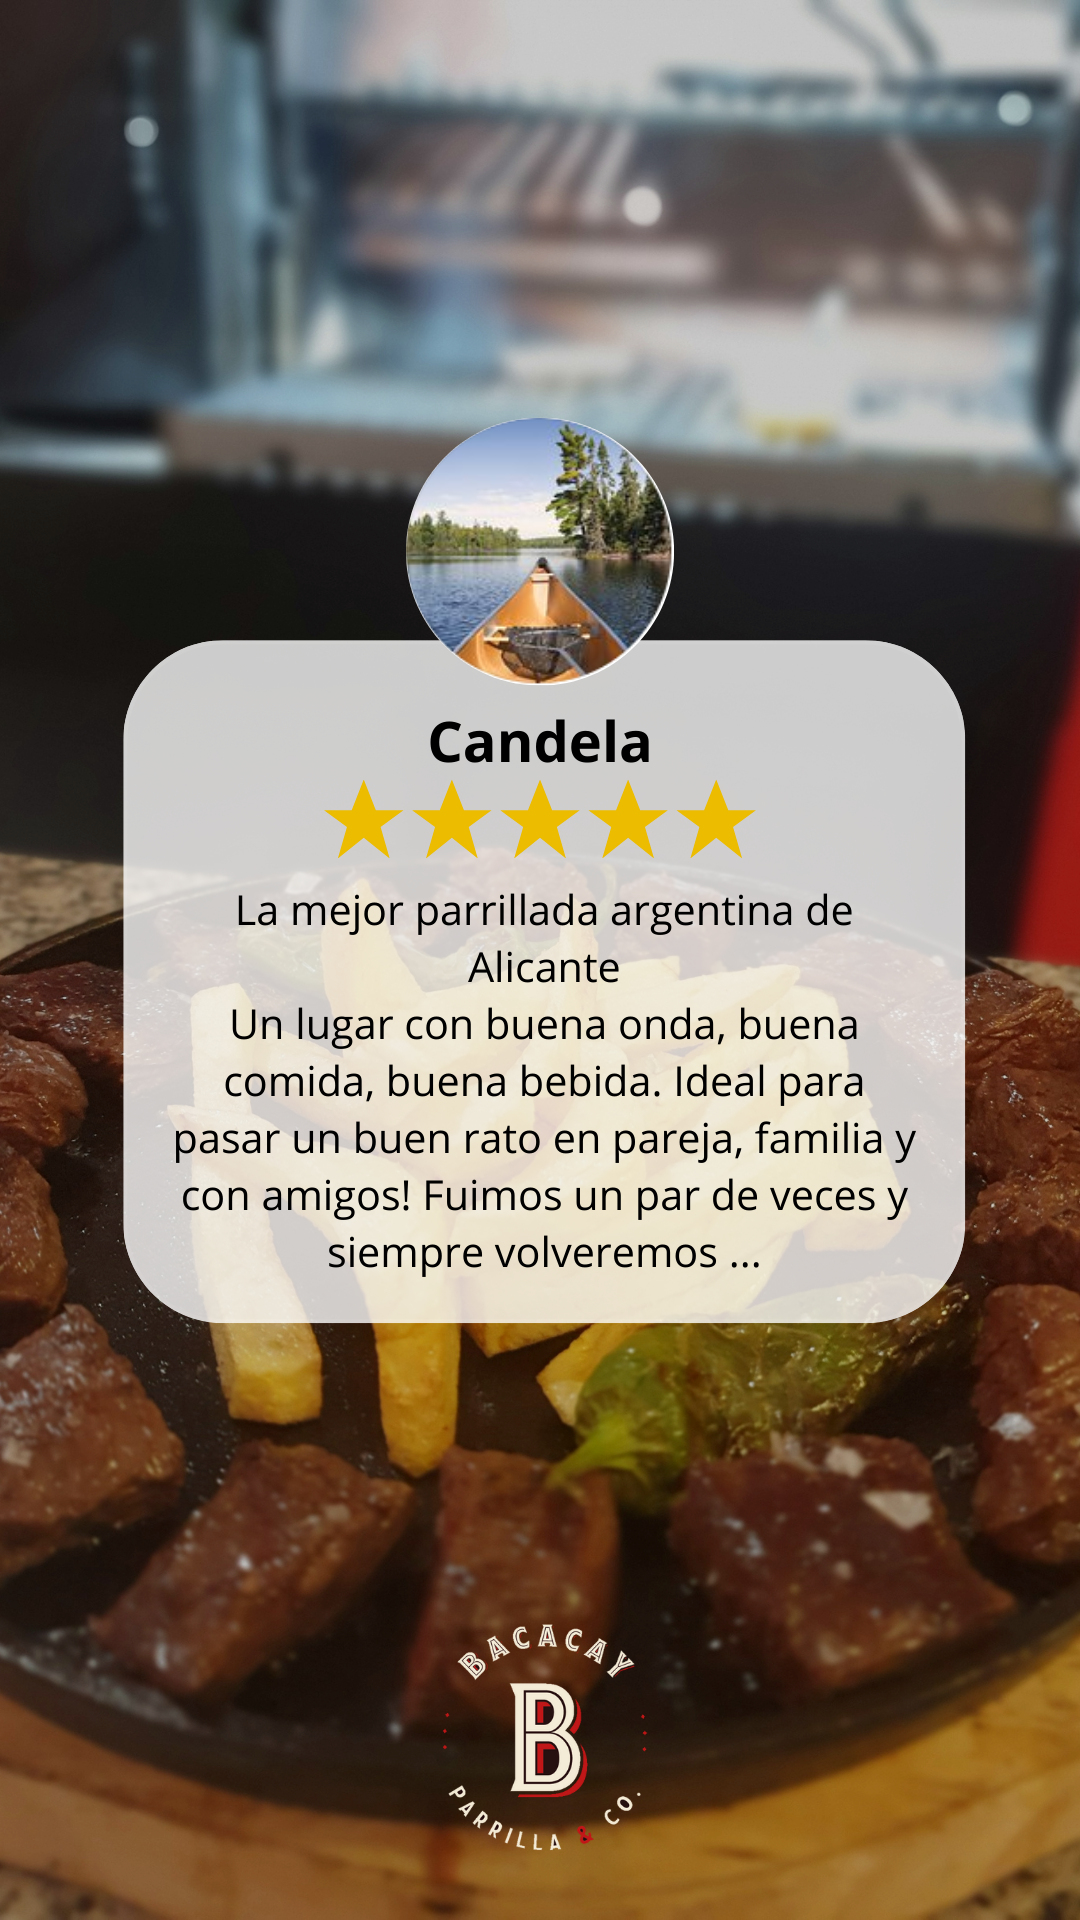 Candela
La mejor parrillada argentina de
Alicante
Un lugar con buena onda, buena
comida, buena bebida. Ideal para
pasar un buen rato en pareja, familia y
con amigos! Fuimos un par de veces y
siempre volveremos ...
BACACAY
B
PARRILLA & CO.